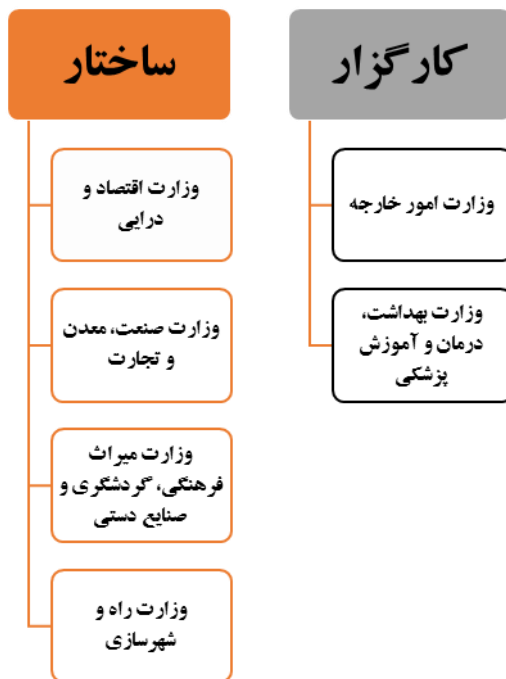 کارگزار
وزارت امور خارجه
وزارت بهداشت،
درمان و آموزش
پزشکی
ساختار
وزارت اقتصاد و
درایی
وزارت صنعت، معدن
و تجارت
وزارت میراث
فرهنگی، گردشگری و
صنایع دستی
وزارت راه و
شهرسازی